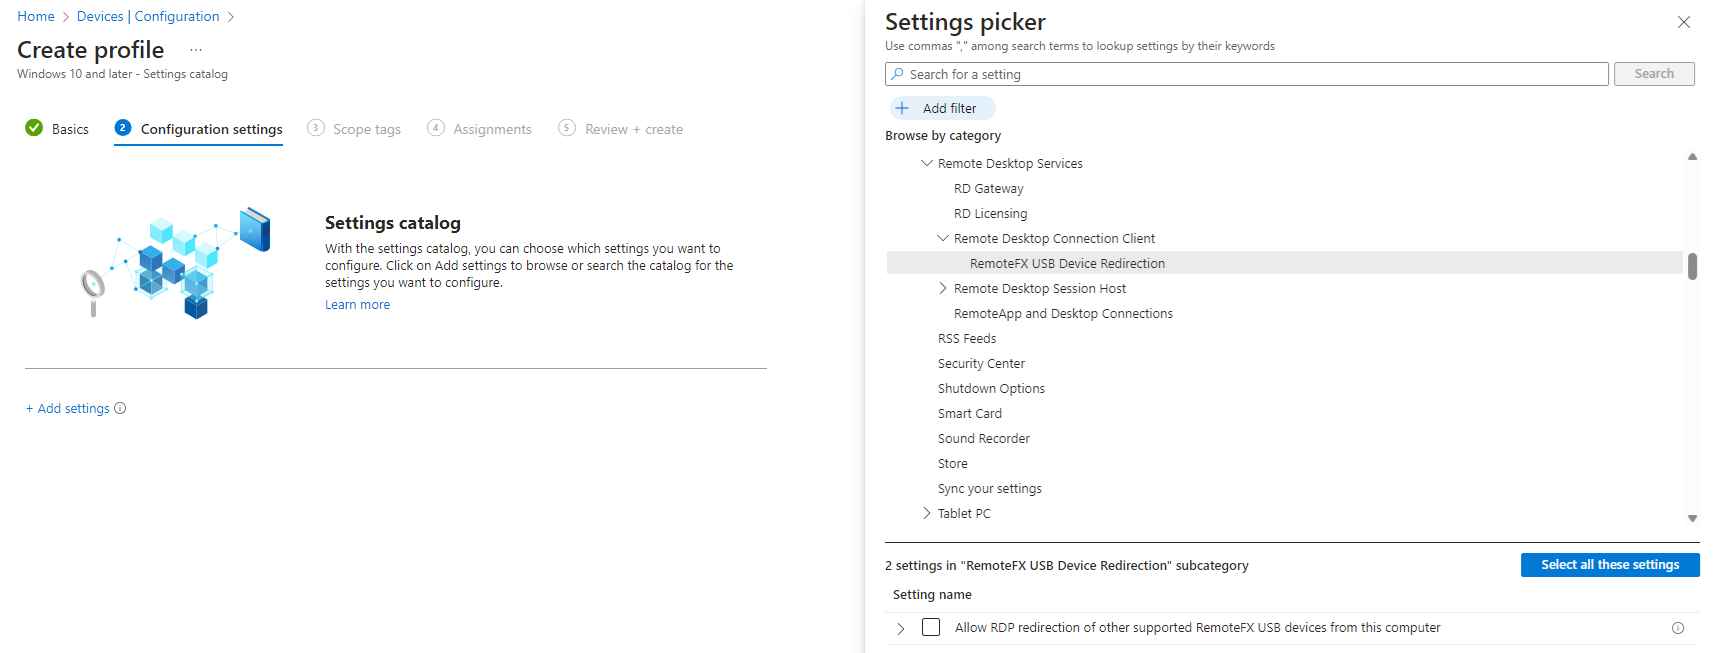 Home > Devices | Configuration >
Create profile ...
Windows 10 and later - Settings catalog
Basics
2 Configuration settings
3 Scope tags
4 Assignments
5 Review + create
Settings catalog
With the settings catalog, you can choose which settings you want to
configure. Click on Add settings to browse or search the catalog for the
settings you want to configure.
Learn more
+ Add settings
Settings picker
Use commas "," among search terms to lookup settings by their keywords
Search for a setting
Search
+ Add filter
Browse by category
Remote Desktop Services
RD Gateway
RD Licensing
Remote Desktop Connection Client
RemoteFX USB Device Redirection
Remote Desktop Session Host
RemoteApp and Desktop Connections
RSS Feeds
Security Center
Shutdown Options
Smart Card
Sound Recorder
Store
Sync your settings
Tablet PC
2 settings in "RemoteFX USB Device Redirection" subcategory
Select all these settings
Setting name
Allow RDP redirection of other supported RemoteFX USB devices from this computer